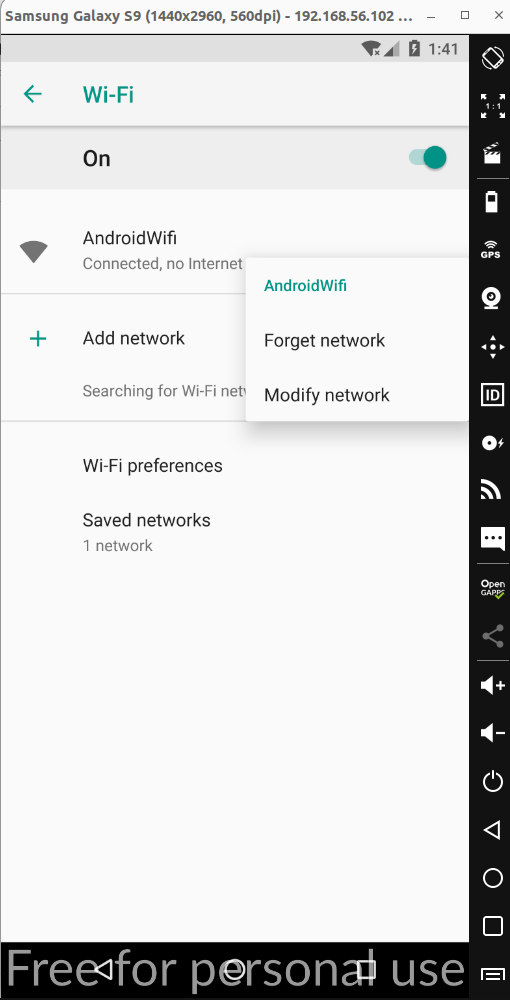 Samsung Galaxy S9 (1440x2960, 560dpi) - 192.168.56.102 ...
1:41
Wi-Fi
On
AndroidWifi
Connected, no Internet
AndroidWifi
Forget network
Modify network
Add network
Searching for Wi-Fi net
Wi-Fi preferences
Saved networks
1 network
1:1
GPS
ID
Open
GAPPS
Free for personal use